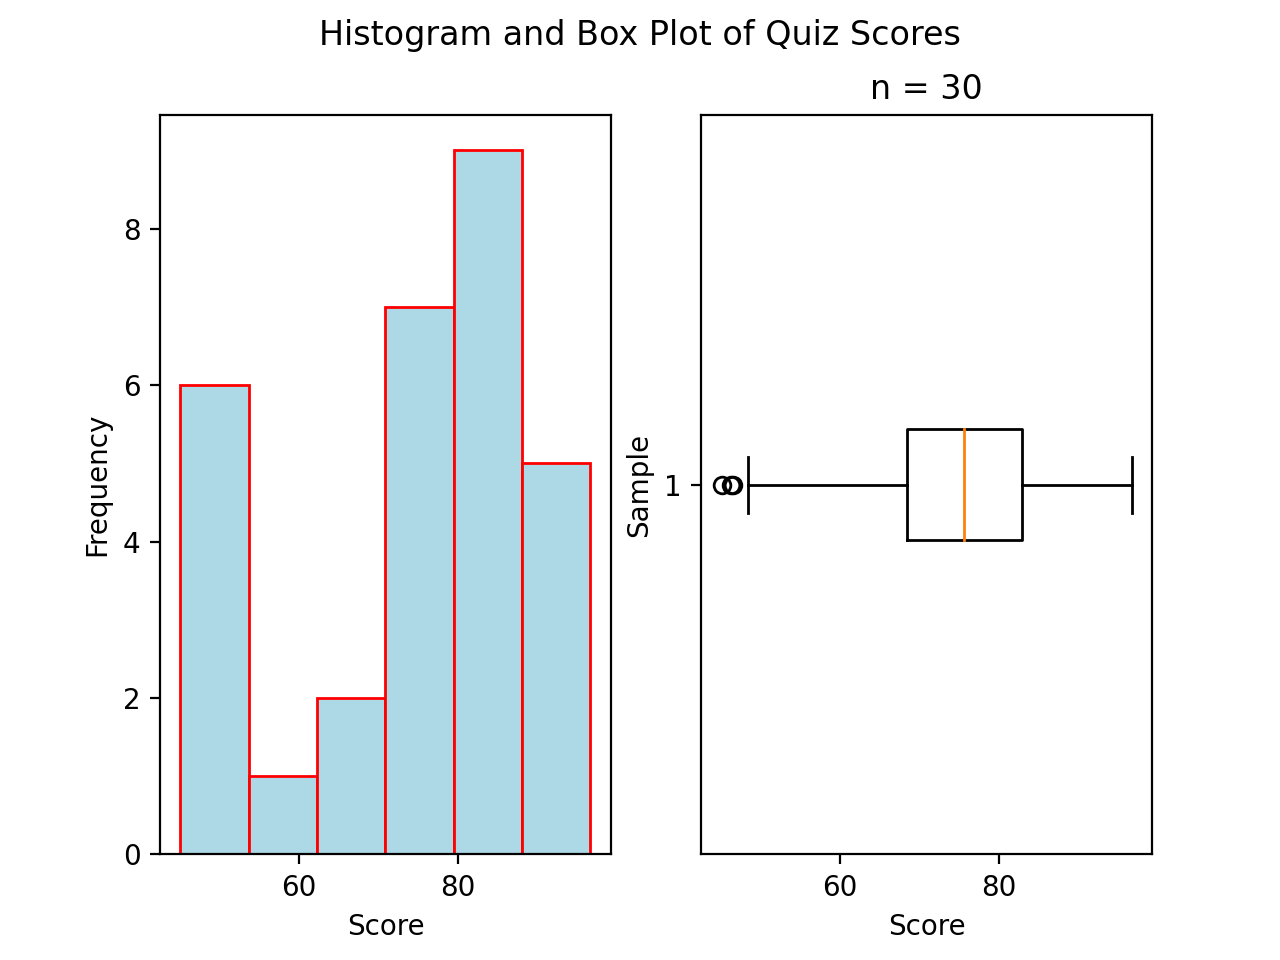 Histogram and Box Plot of Quiz Scores
8
6
4
2
0
Frequency
60 80
Score
n = 30
Sample
1
60 80
Score